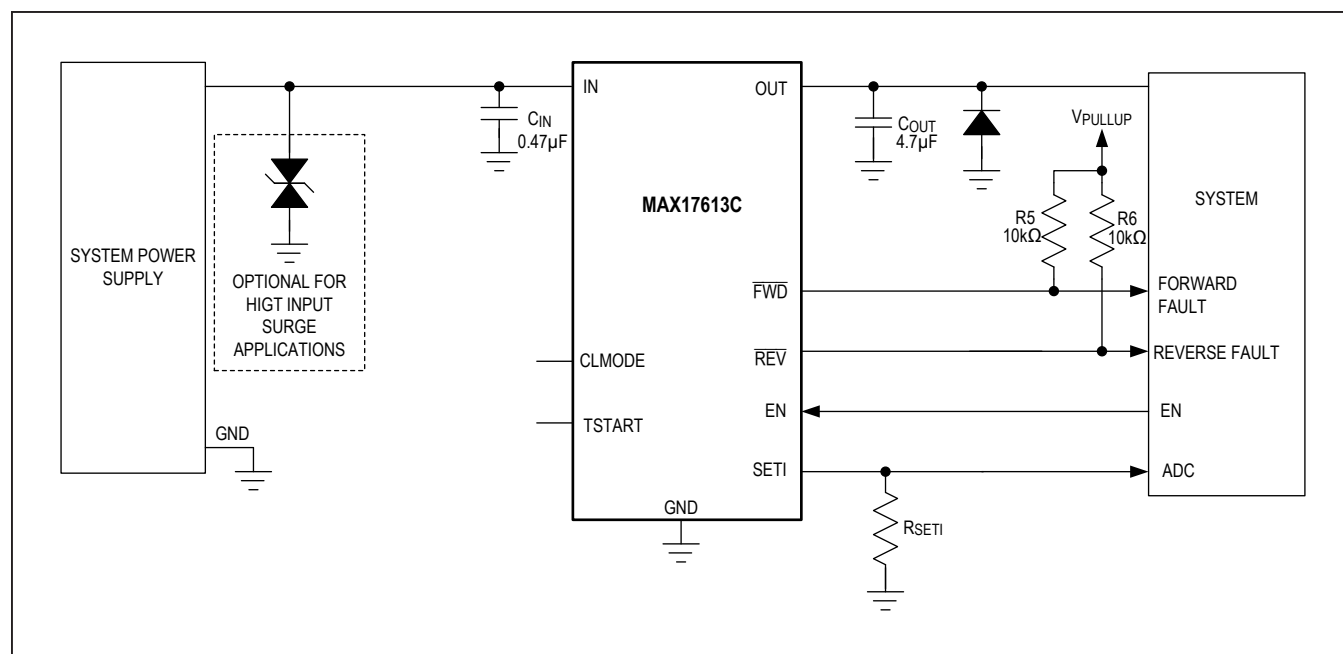 SYSTEM POWER
SUPPLY
GND
OPTIONAL FOR
HIGT INPUT
SURGE
APPLICATIONS
CIN
0.47µF
IN
OUT
MAX17613C
CLMODE
TSTART
GND
FWD
REV
EN
SETI
COUT
4.7µF
VPULLUP
R5
10kΩ
R6
10kΩ
RSETI
SYSTEM
FORWARD
FAULT
REVERSE FAULT
EN
ADC